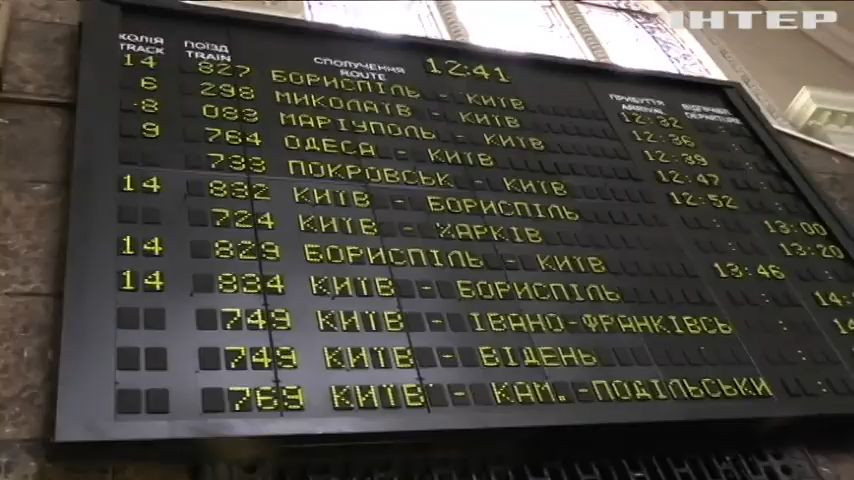 ІНТЕР
КОЛІЯ ПОЇЗД СПОЛУЧЕННЯ 12:41 ПРИБУТТЯ ВІДПРАВЛ.
TRACK TRAIN ROUTE ARRIVAL DEPARTURE
14 827 БОРИСПІЛЬ - КИЇВ 12:32
6 298 МИКОЛАЇВ - КИЇВ 12:36
8 083 МАРІУПОЛЬ - КИЇВ 12:39
9 764 ОДЕСА - КИЇВ 12:47
733 ПОКРОВСЬК - КИЇВ 12:52
14 832 КИЇВ - БОРИСПІЛЬ 13:00
724 КИЇВ - ХАРКІВ 13:20
14 829 БОРИСПІЛЬ - КИЇВ 13:46
14 834 КИЇВ - БОРИСПІЛЬ
749 КИЇВ - ІВАНО-ФРАНКІВСЬ
749 КИЇВ - ВІДЕНЬ
769 КИЇВ - КАМ.-ПОДІЛЬСЬКИ